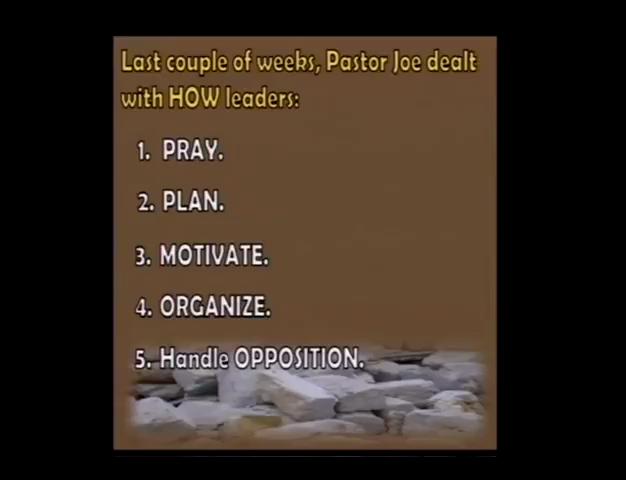 Last couple of weeks, Pastor Joe dealt
with HOW leaders:
1. PRAY.
2. PLAN.
3. MOTIVATE.
4. ORGANIZE.
5. Handle OPPOSITION.